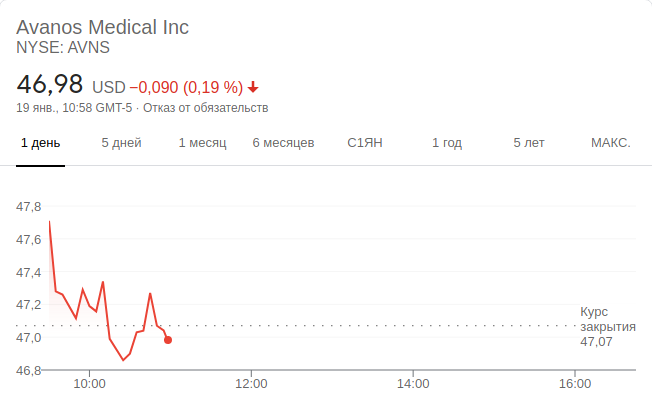 Avanos Medical Inc
NYSE: AVNS
46,98 USD −0,090 (0,19 %)
19 янв., 10:58 GMT-5 · Отказ от обязательств
1 день 5 дней 1 месяц 6 месяцев С1ЯН 1 год 5 лет МАКС.
47,8
47,6
47,4
47,2
47,0
46,8
Курс
закрытия
47,07
10:00 12:00 14:00 16:00